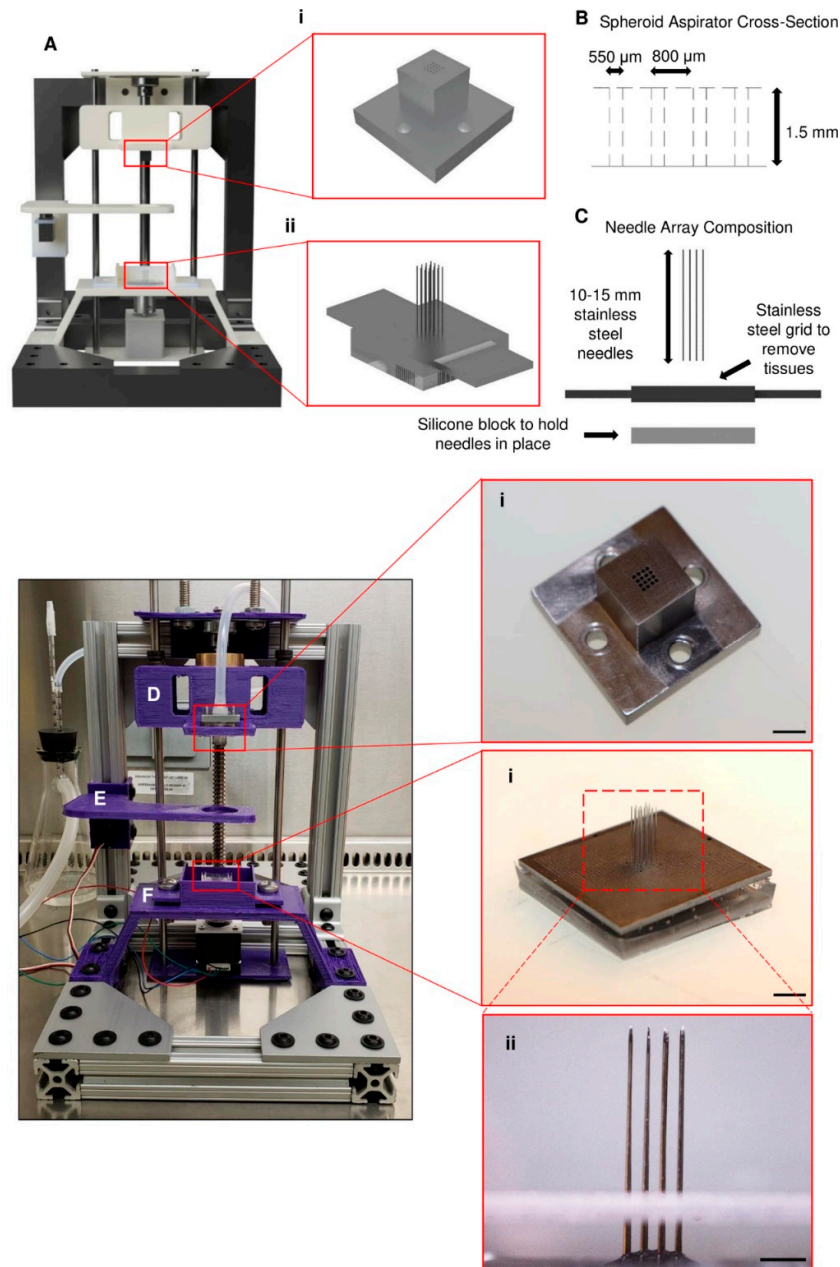 A
i
ii
B
Spheroid Aspirator Cross-Section
550 µm
800 µm
1.5 mm
C
Needle Array Composition
10-15 mm
stainless
steel
needles
Stainless
steel grid to
remove
tissues
Silicone block to hold
needles in place
D
E
F
i
i
ii